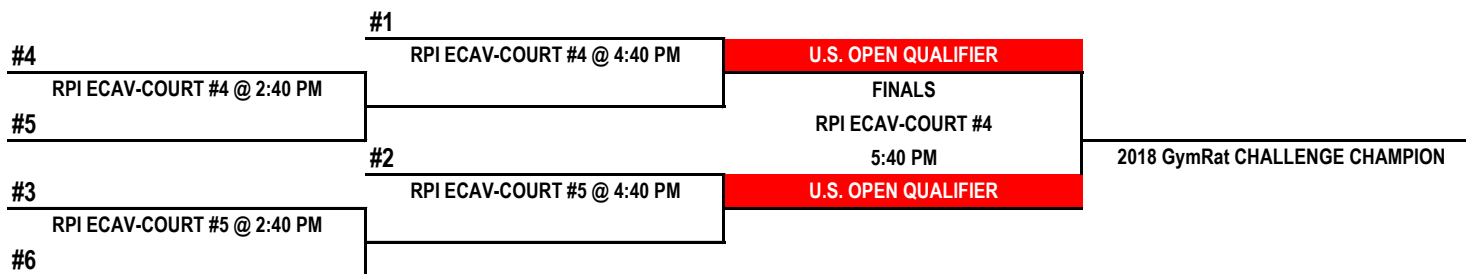 #1
#4
RPI ECAV-COURT #4 @ 4:40 PM
U.S. OPEN QUALIFIER
RPI ECAV-COURT #4 @ 2:40 PM
FINALS
#5
RPI ECAV-COURT #4
#2
5:40 PM
2018 GymRat CHALLENGE CHAMPION
#3
RPI ECAV-COURT #5 @ 4:40 PM
U.S. OPEN QUALIFIER
RPI ECAV-COURT #5 @ 2:40 PM
#6